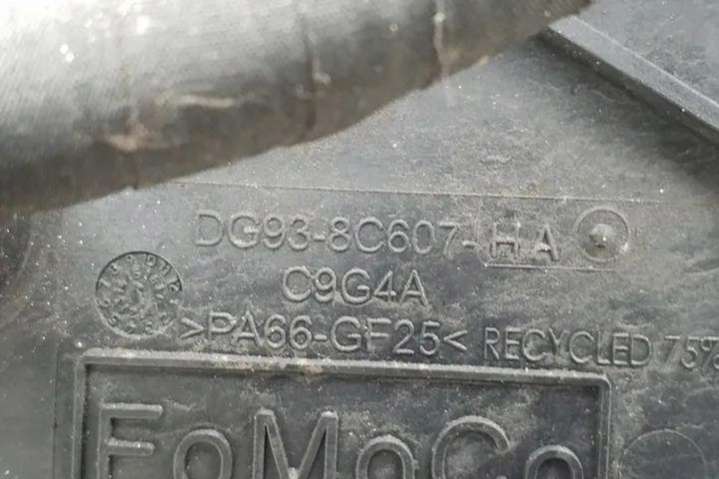 DG93-8C607-HA
C9G4A
>PA66-GF25< RECYCLED 75%
FoMoCo